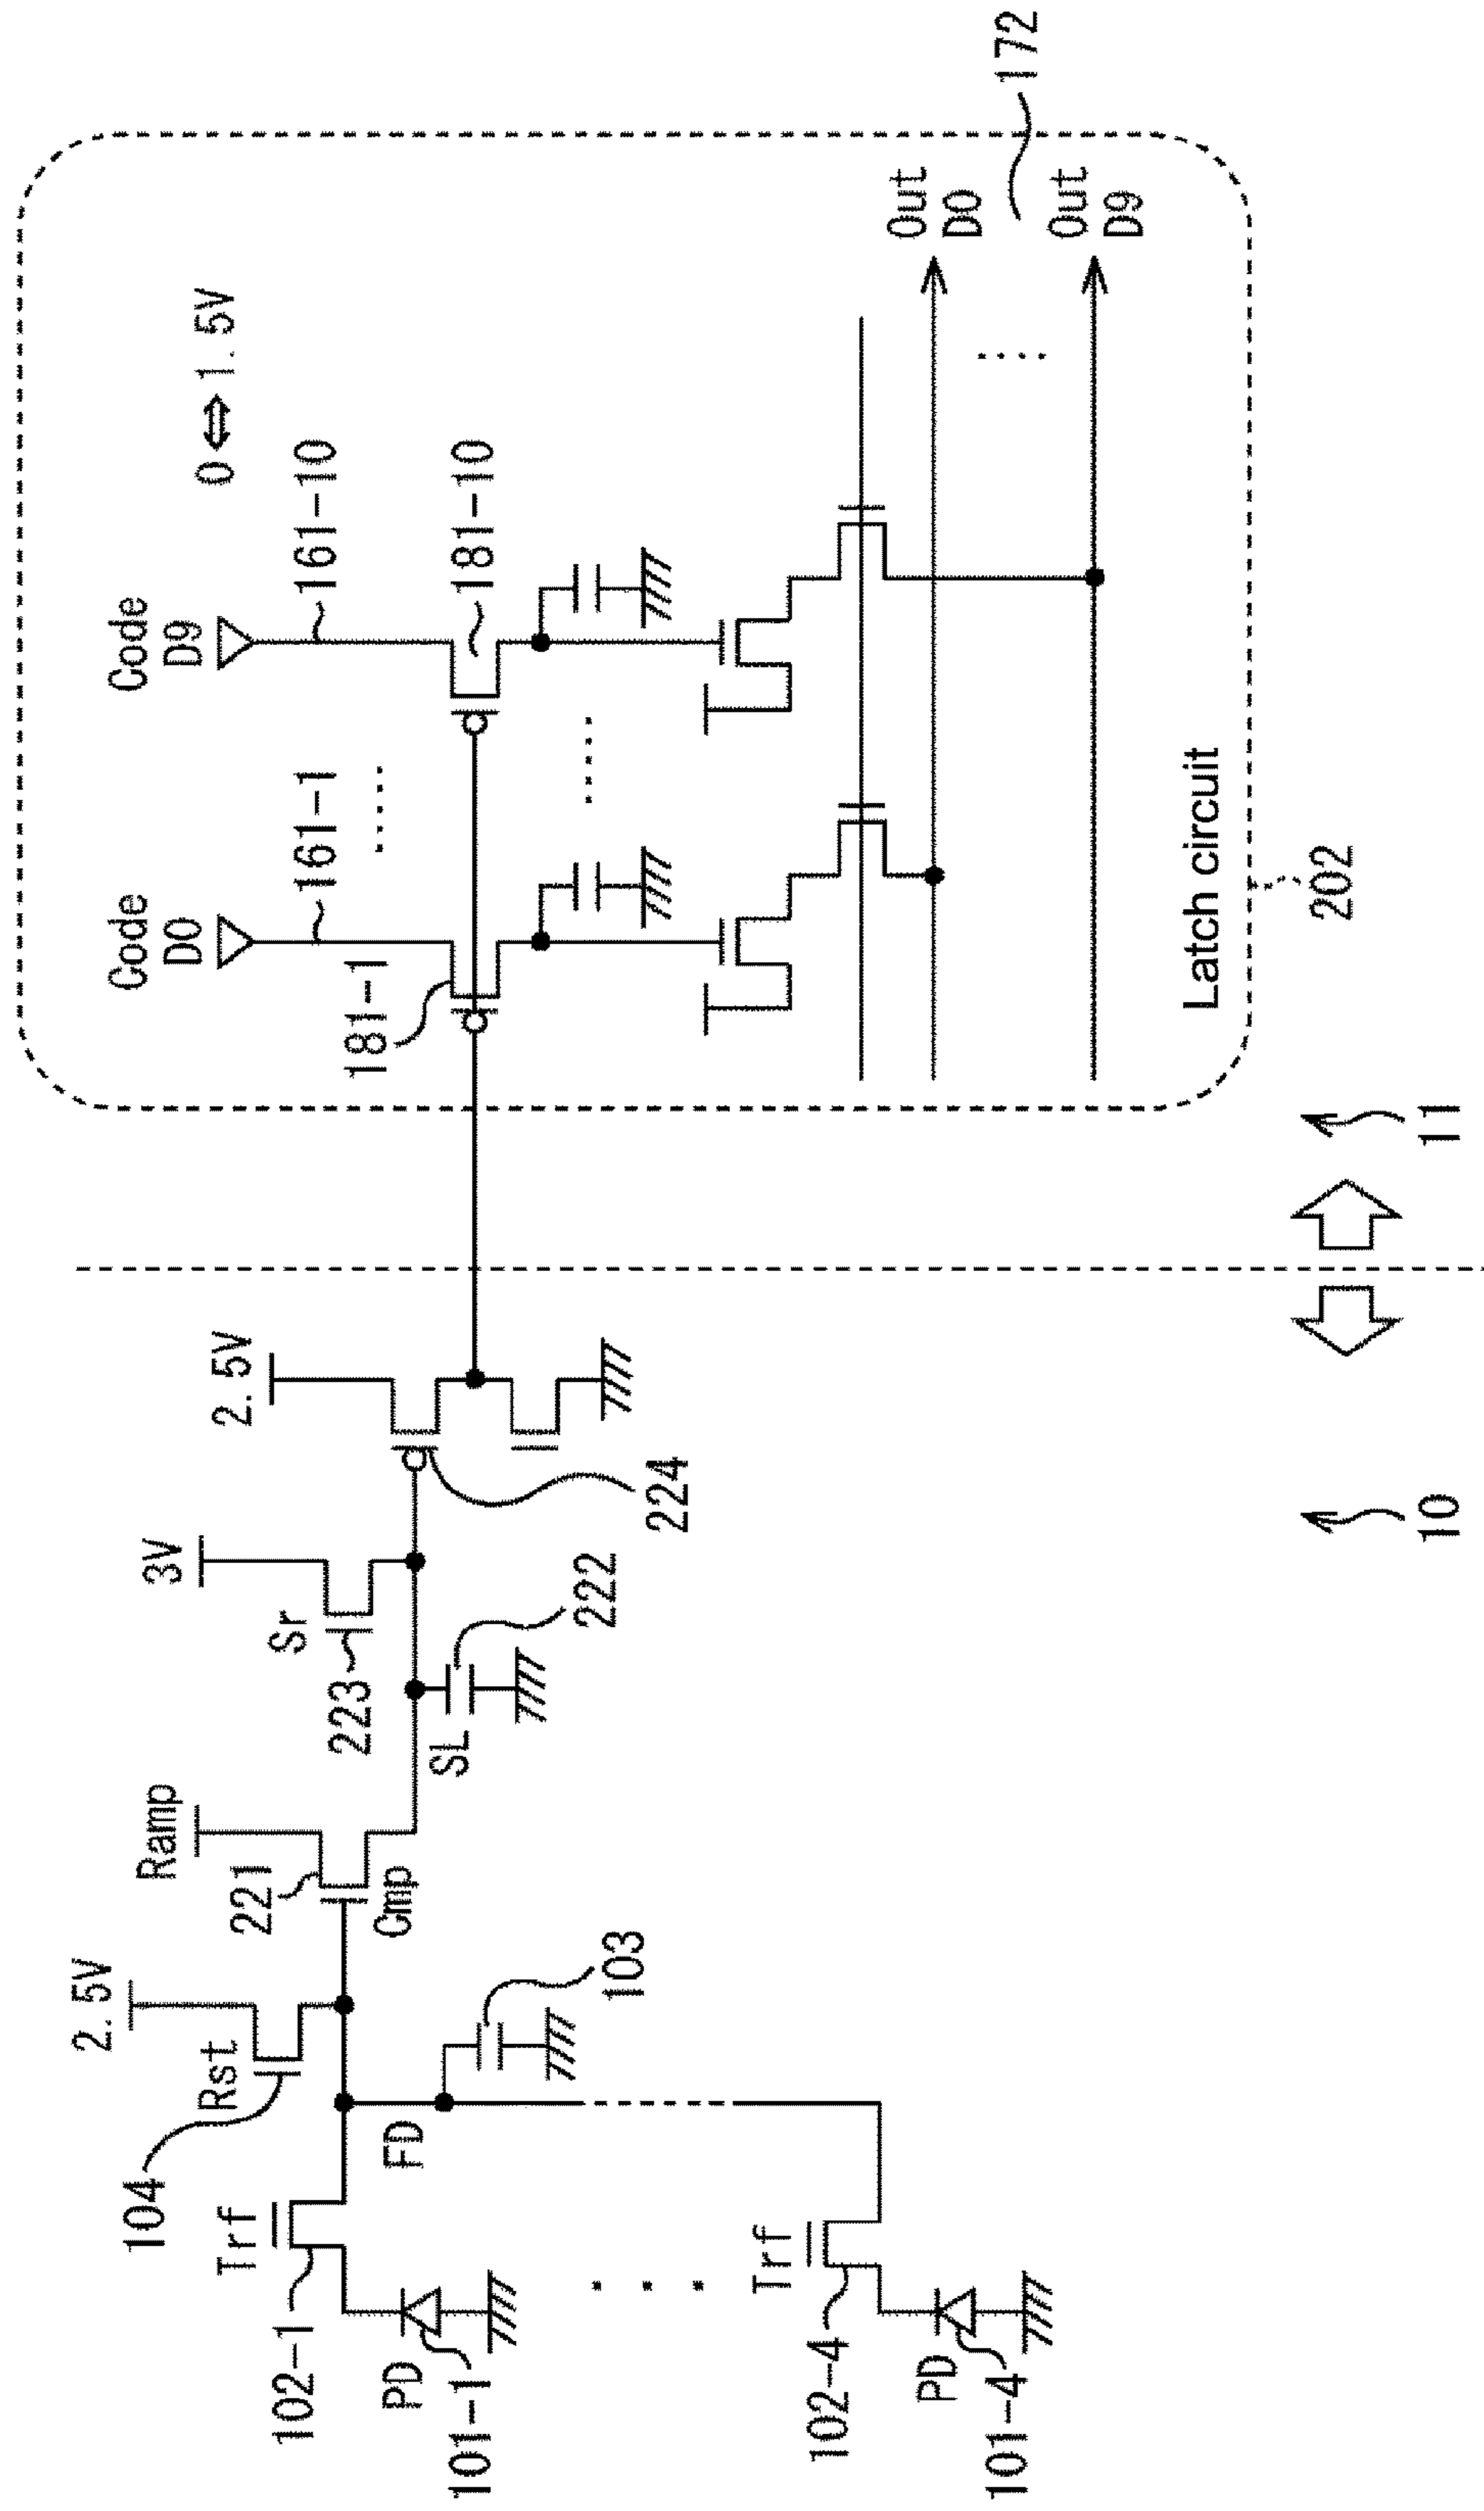 102-1
Trf
PD
101-1
102-4
Trf
PD
101-4
104
Rst
2. 5V
FD
103
Ramp
221
Cmp
3V
Sr
223
SL
222
2. 5V
224
10
11
Code
D0
161-1
181-1
Code
D9
161-10
181-10
0⇔1. 5V
Out
D0
Out
D9
172
Latch circuit
202